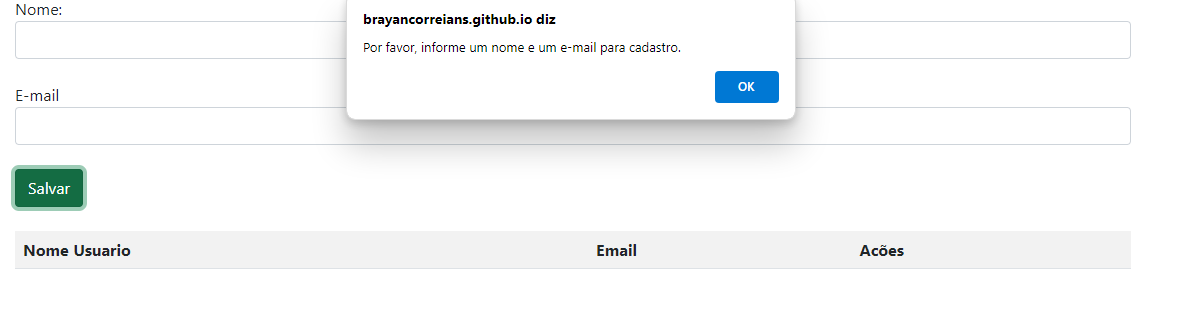 Nome:
brayancorreians.github.io diz
Por favor, informe um nome e um e-mail para cadastro.
OK
E-mail
Salvar
Nome Usuario Email Acões